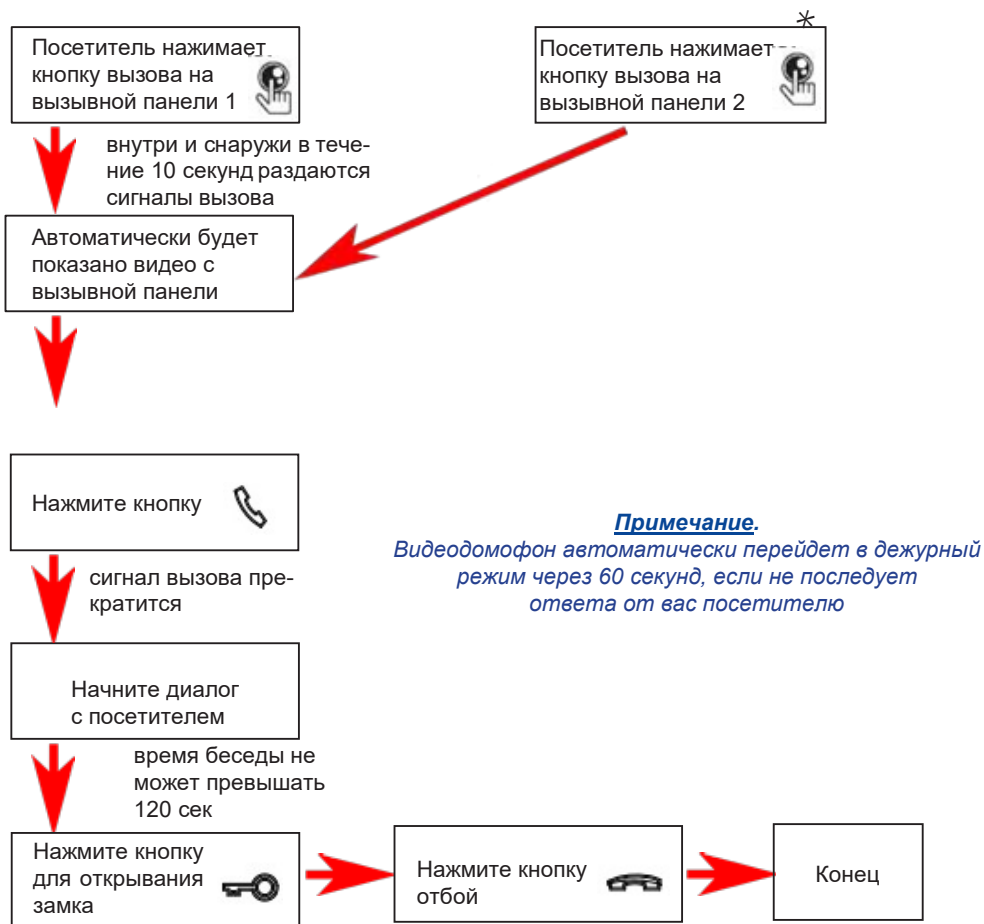 Посетитель нажимает
кнопку вызова на
вызывной панели 1
*
Посетитель нажимает
кнопку вызова на
вызывной панели 2
внутри и снаружи в тече-
ние 10 секунд раздаются
сигналы вызова
Автоматически будет
показано видео с
вызывной панели
Нажмите кнопку
Примечание.
Видеодомофон автоматически перейдет в дежурный
режим через 60 секунд, если не последует
ответа от вас посетителю
сигнал вызова пре-
кратится
Начните диалог
с посетителем
время беседы не
может превышать
120 сек
Нажмите кнопку
для открывания
замка
Нажмите кнопку
отбой
Конец